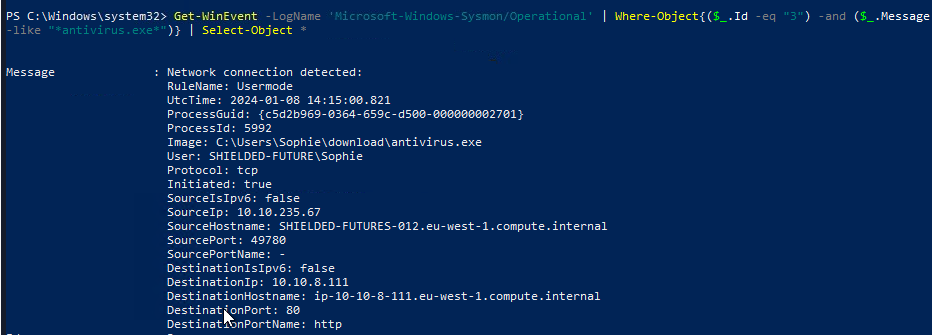 PS C:\Windows\system32> Get-WinEvent -LogName 'Microsoft-Windows-Sysmon/Operational' | Where-Object{($_.Id -eq "3") -and ($_.Message
-like "*antivirus.exe*")} | Select-Object *
Message : Network connection detected:
RuleName: Usermode
UtcTime: 2024-01-08 14:15:00.821
ProcessGuid: {c5d2b969-0364-659c-d500-000000002701}
ProcessId: 5992
Image: C:\Users\Sophie\download\antivirus.exe
User: SHIELDED-FUTURE\Sophie
Protocol: tcp
Initiated: true
SourceIsIpv6: false
SourceIp: 10.10.235.67
SourceHostname: SHIELDED-FUTURES-012.eu-west-1.compute.internal
SourcePort: 49780
SourcePortName: -
DestinationIsIpv6: false
DestinationIp: 10.10.8.111
DestinationHostname: ip-10-10-8-111.eu-west-1.compute.internal
DestinationPort: 80
DestinationPortName: http